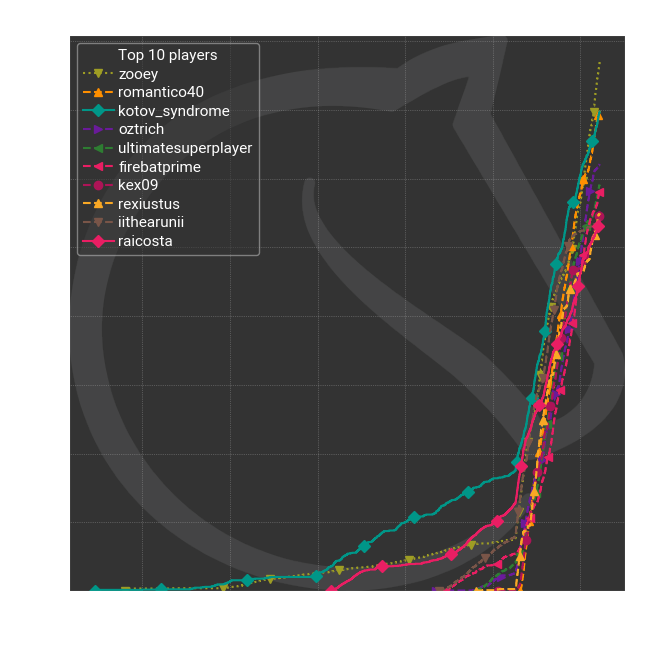 Top 10 players
zooey
romantico40
kotov_syndrome
oztrich
ultimatesuperplayer
firebatprime
kex09
rexiustus
iithearunii
raicosta